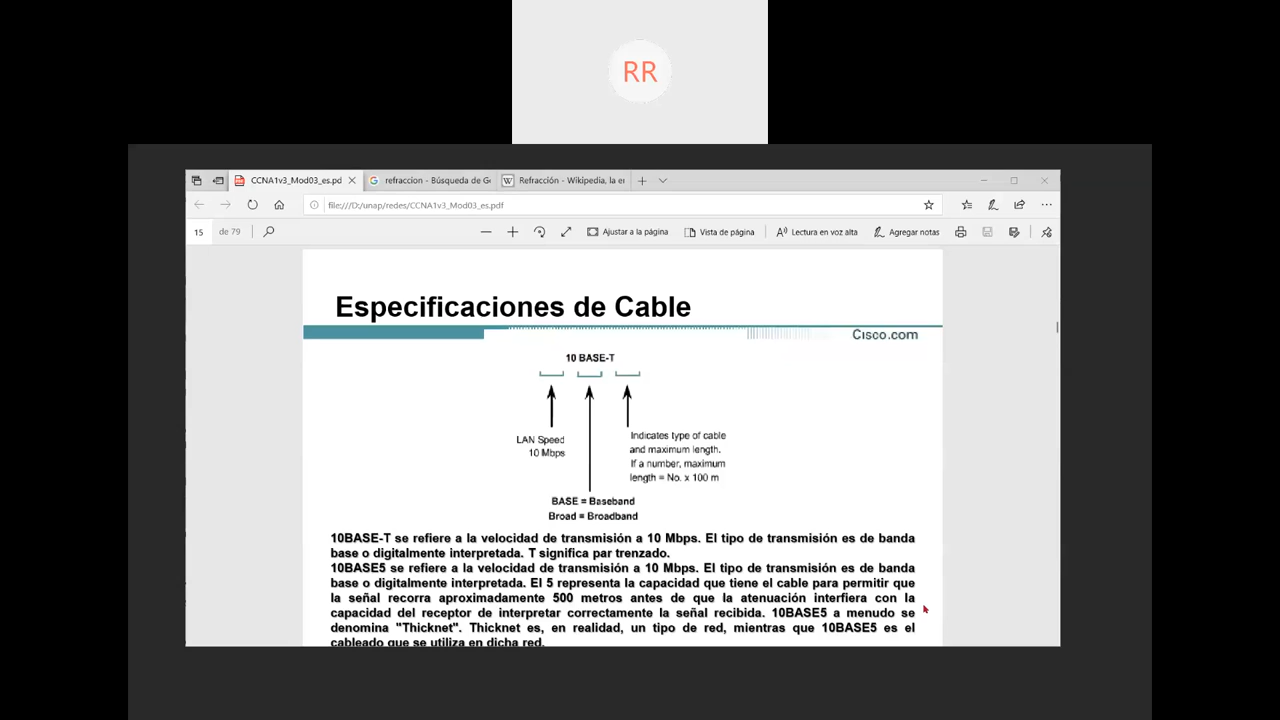 RR
CCNA1v3_Mod03_es.pd
refraccion - Búsqueda de Go
Refracción - Wikipedia, la en
file:///D:/unap/redes/CCNA1v3_Mod03_es.pdf
15 de 79
Ajustar a la página
Vista de página
Lectura en voz alta
Agregar notas
Especificaciones de Cable
Cisco.com
10 BASE-T
LAN Speed
10 Mbps
Indicates type of cable
and maximum length.
If a number, maximum
length = No. x 100 m
BASE = Baseband
Broad = Broadband
10BASE-T se refiere a la velocidad de transmisión a 10 Mbps. El tipo de transmisión es de banda
base o digitalmente interpretada. T significa par trenzado.
10BASE5 se refiere a la velocidad de transmisión a 10 Mbps. El tipo de transmisión es de banda
base o digitalmente interpretada. El 5 representa la capacidad que tiene el cable para permitir que
la señal recorra aproximadamente 500 metros antes de que la atenuación interfiera con la
capacidad del receptor de interpretar correctamente la señal recibida. 10BASE5 a menudo se
denomina "Thicknet". Thicknet es, en realidad, un tipo de red, mientras que 10BASE5 es el
cableado que se utiliza en dicha red.